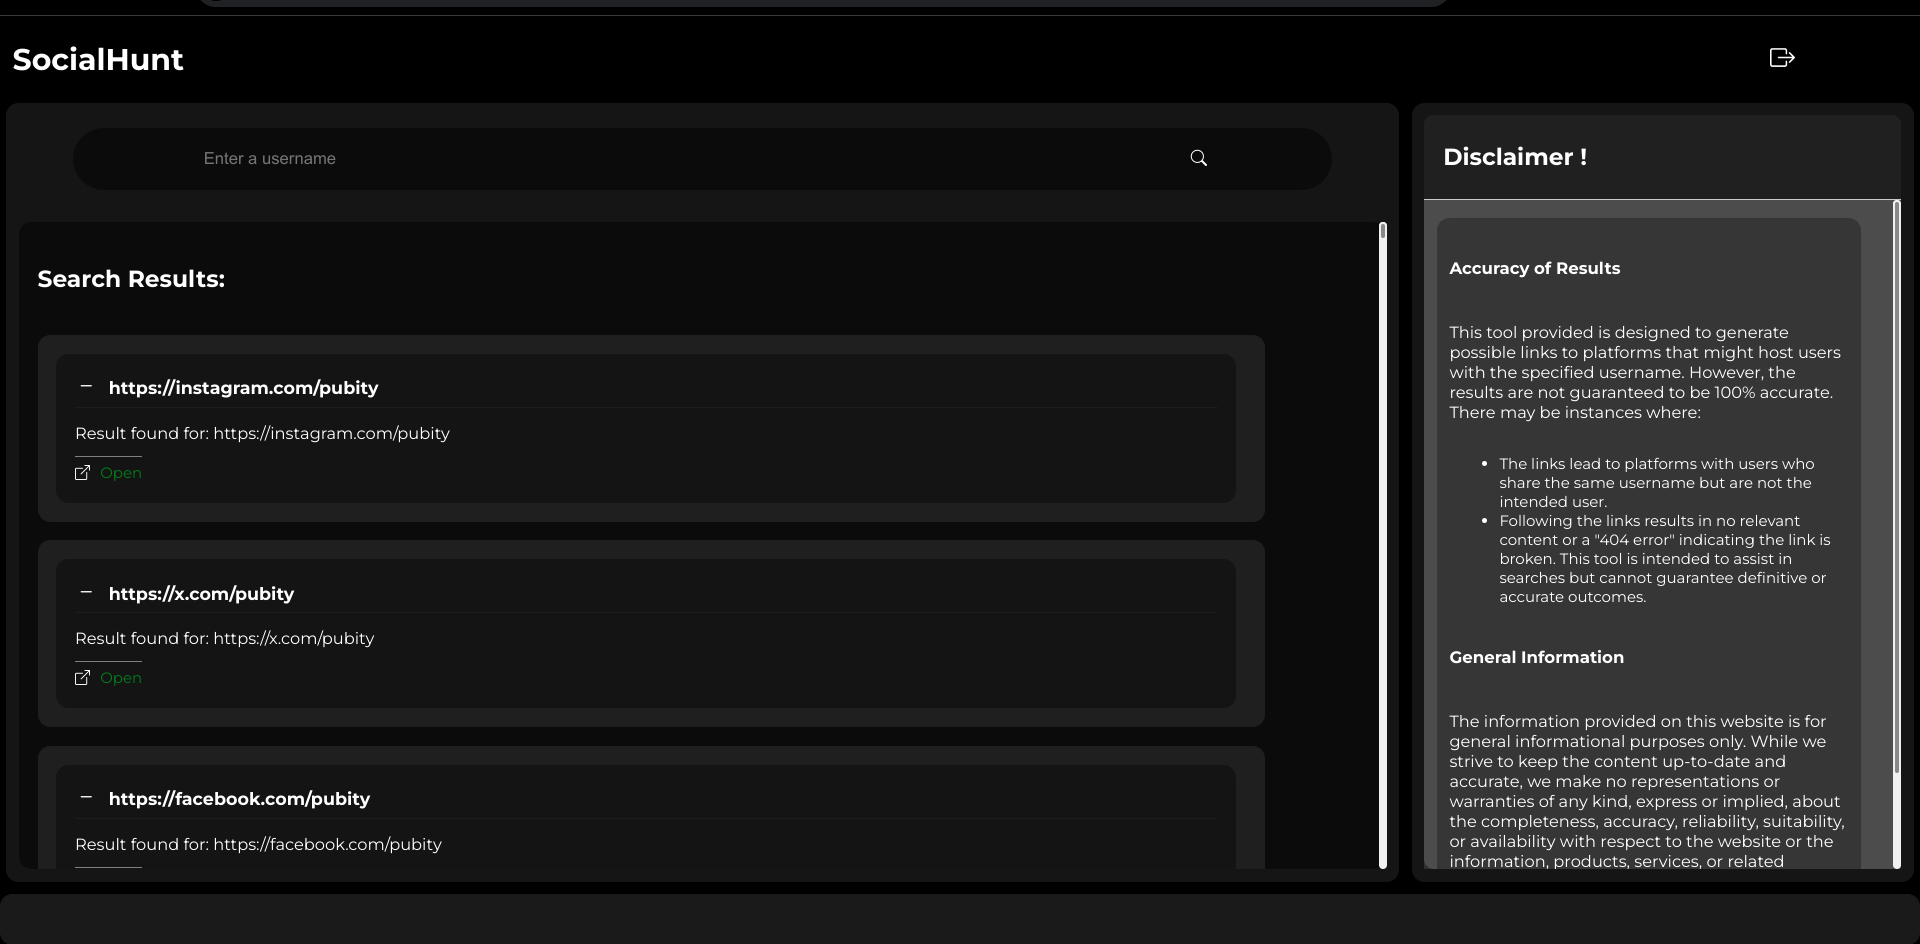 SocialHunt
Enter a username
Search Results:
https://instagram.com/pubity
Result found for: https://instagram.com/pubity
Open
https://x.com/pubity
Result found for: https://x.com/pubity
Open
https://facebook.com/pubity
Result found for: https://facebook.com/pubity
Disclaimer !
Accuracy of Results
This tool provided is designed to generate
possible links to platforms that might host users
with the specified username. However, the
results are not guaranteed to be 100% accurate.
There may be instances where:
• The links lead to platforms with users who
share the same username but are not the
intended user.
• Following the links results in no relevant
content or a "404 error" indicating the link is
broken. This tool is intended to assist in
searches but cannot guarantee definitive or
accurate outcomes.
General Information
The information provided on this website is for
general informational purposes only. While we
strive to keep the content up-to-date and
accurate, we make no representations or
warranties of any kind, express or implied, about
the completeness, accuracy, reliability, suitability,
or availability with respect to the website or the
information, products, services, or related